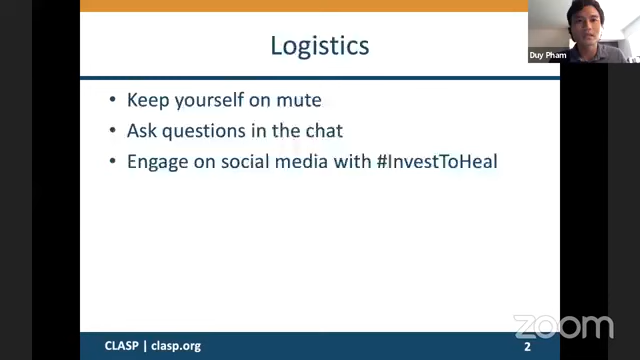 Logistics
Duy Pham
• Keep yourself on mute
• Ask questions in the chat
• Engage on social media with #InvestToHeal
zoom
CLASP | clasp.org
2